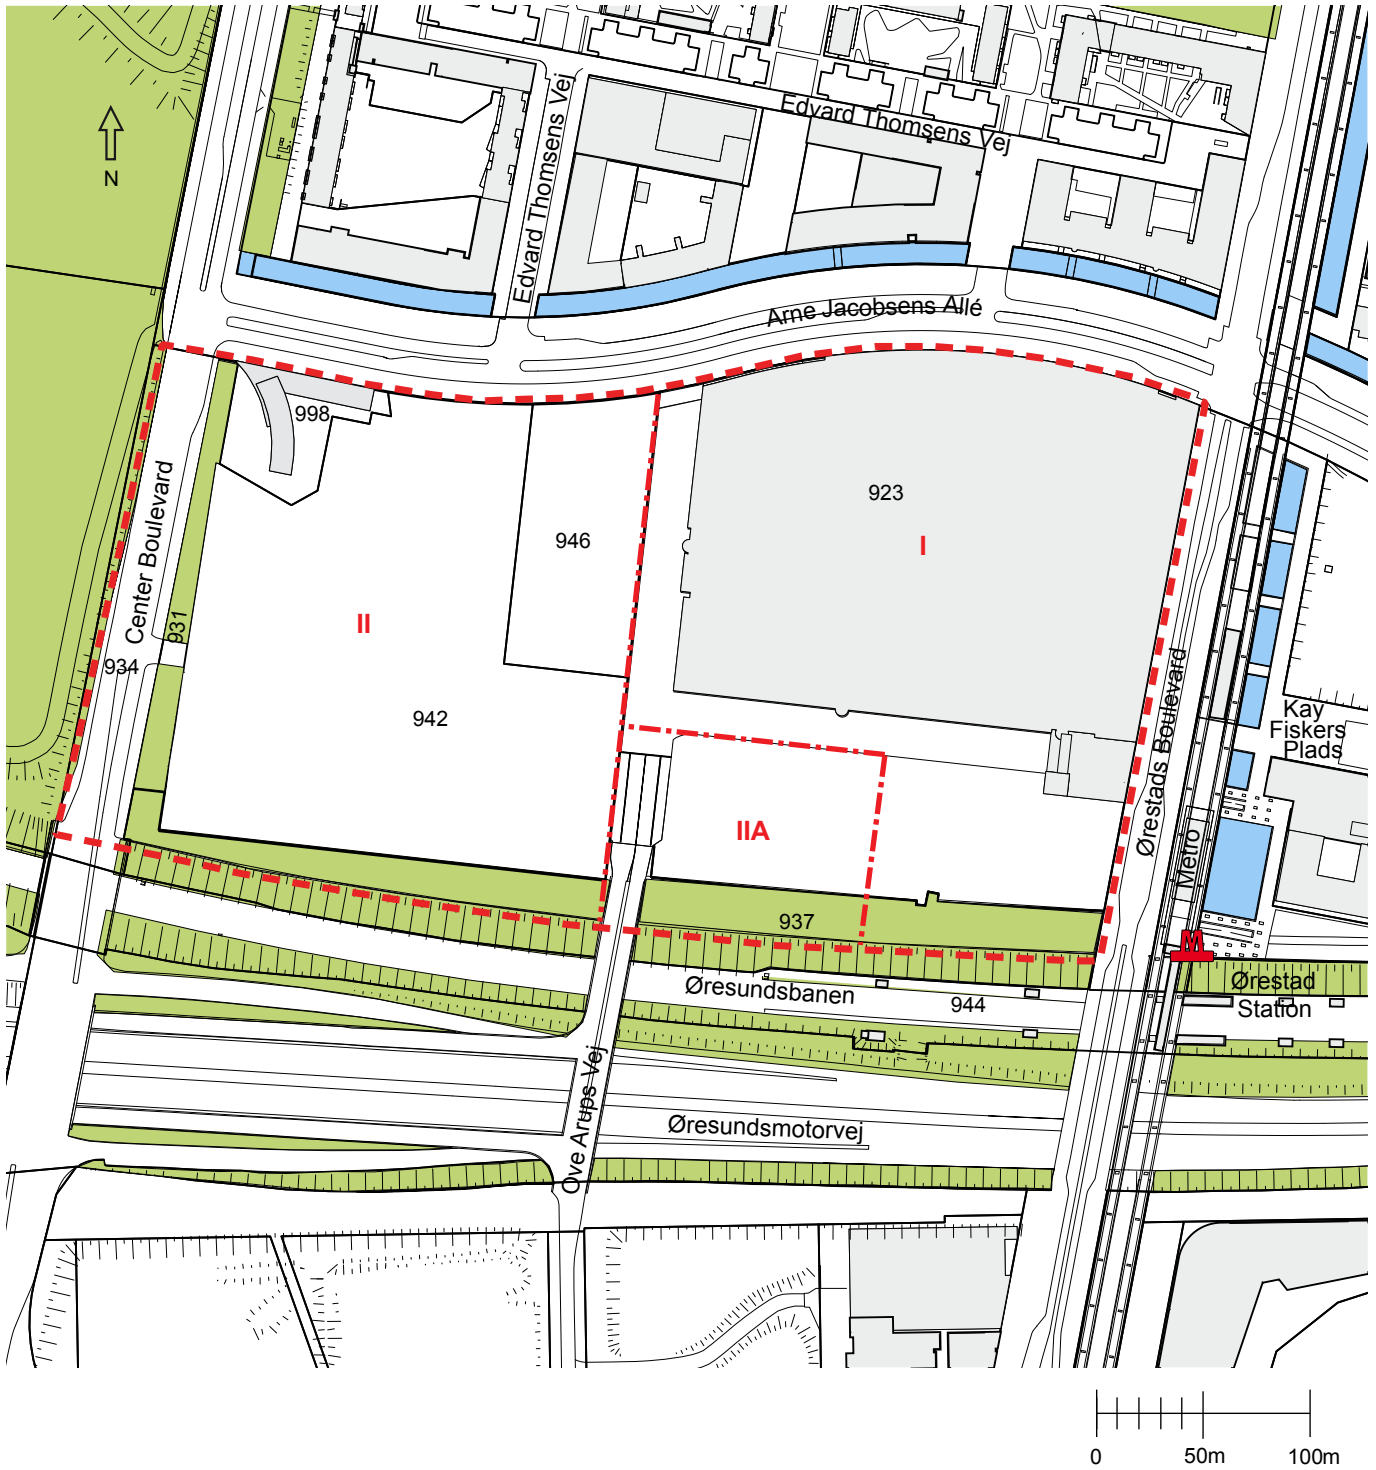 Edvard Thomsens Vej
Edvard Thomsens Vej
N
Arne Jacobsens Allé
998
923
946
I
Center Boulevard
931
II
934
942
Ørestads Boulevard
Kay
Fiskers
Plads
IIA
Metro
937
M
Øresundsbanen
944
Ørestad
Station
Ove Arups Vej
Øresundsmotorvej
0 50m 100m